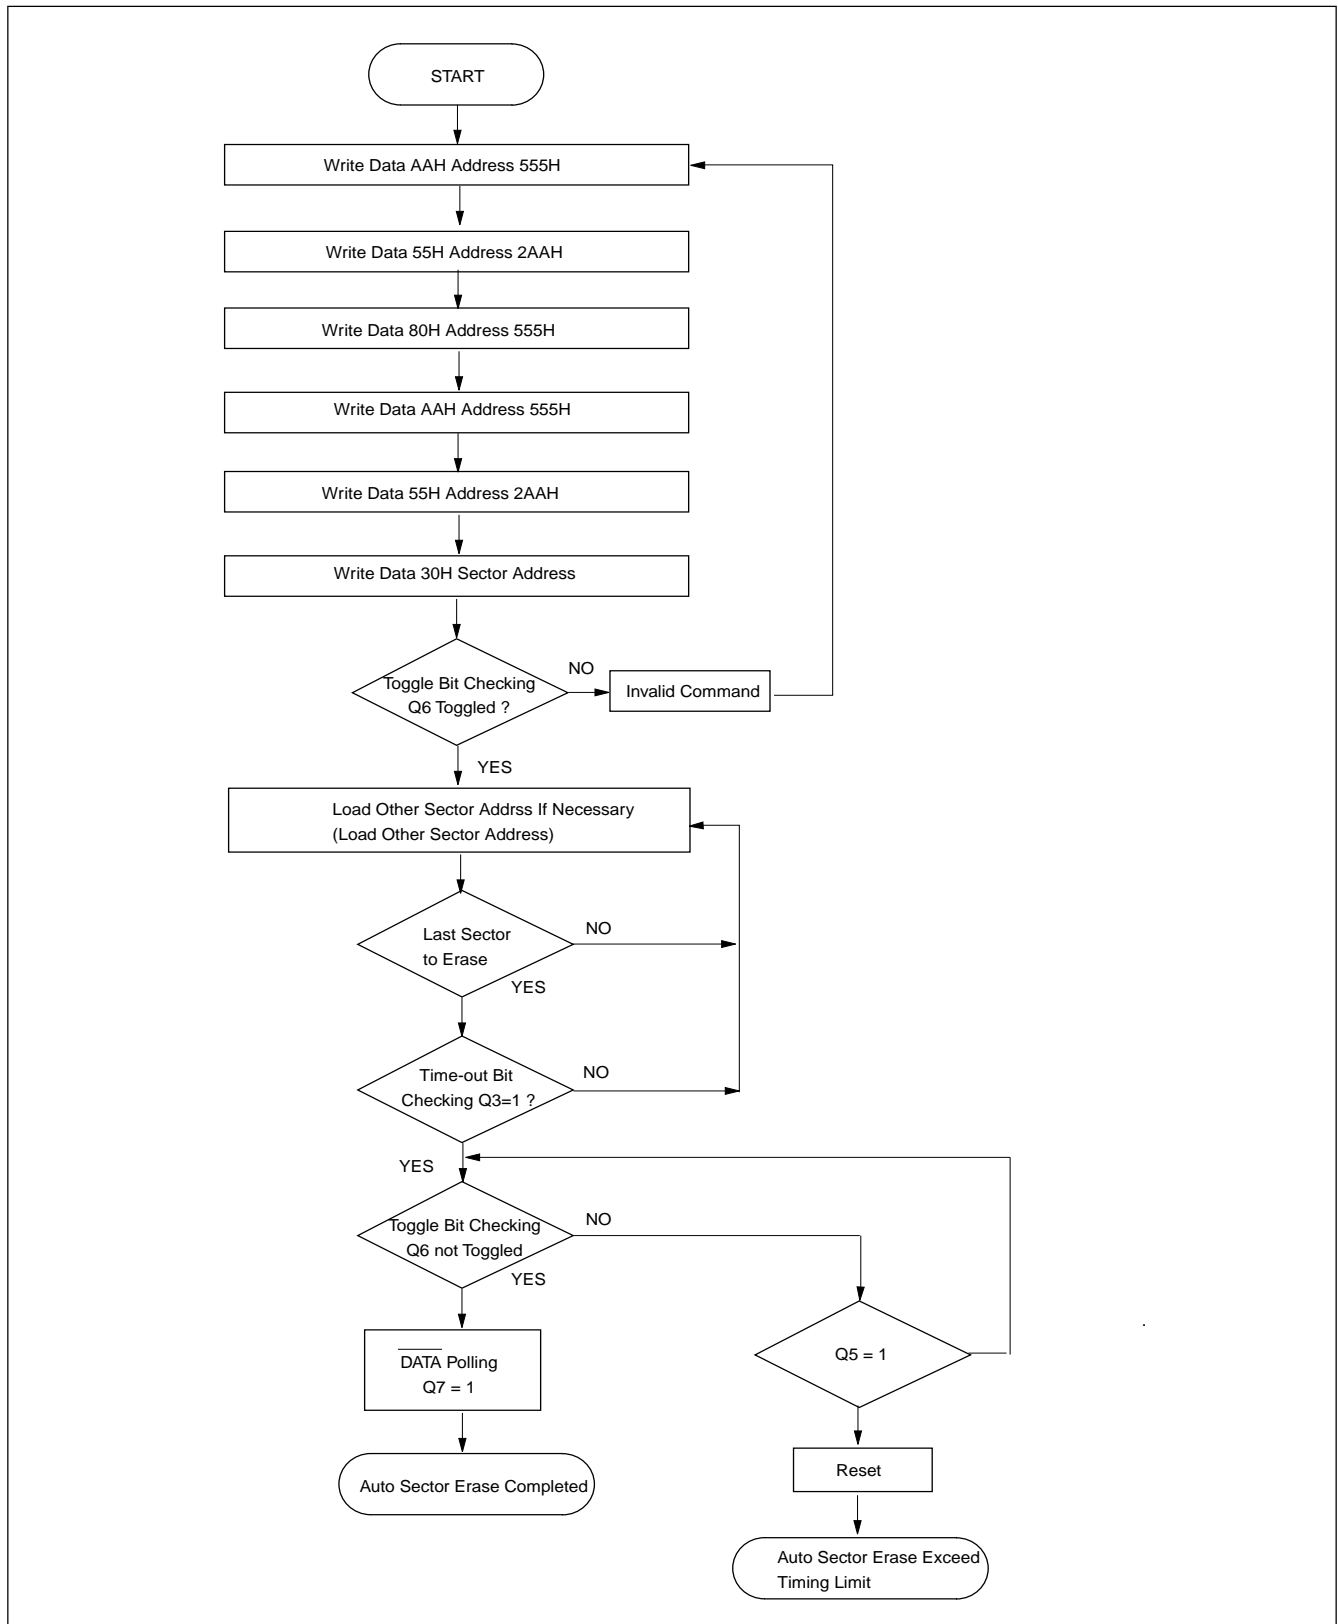 START
Write Data AAH Address 555H
Write Data 55H Address 2AAH
Write Data 80H Address 555H
Write Data AAH Address 555H
Write Data 55H Address 2AAH
Write Data 30H Sector Address
Toggle Bit Checking
Q6 Toggled ?
NO
Invalid Command
YES
Load Other Sector Addrss If Necessary
(Load Other Sector Address)
Last Sector
to Erase
NO
YES
Time-out Bit
Checking Q3=1 ?
NO
YES
Toggle Bit Checking
Q6 not Toggled
NO
YES
DATA Polling
Q7 = 1
Q5 = 1
Auto Sector Erase Completed
Reset
Auto Sector Erase Exceed
Timing Limit